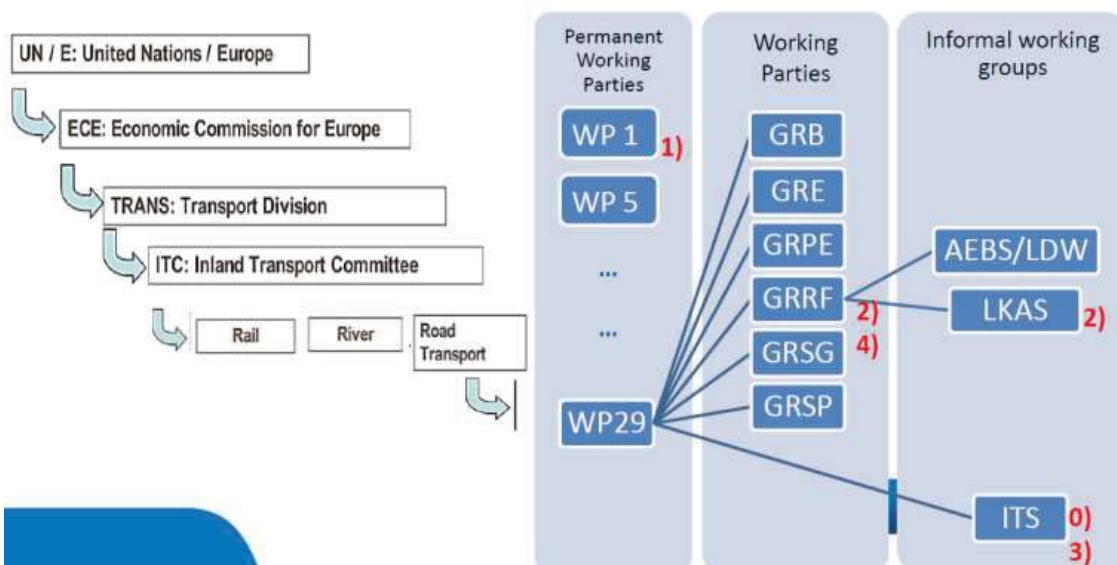 UN / E: United Nations / Europe
ECE: Economic Commission for Europe
TRANS: Transport Division
ITC: Inland Transport Committee
Rail
River
Road
Transport
Permanent
Working
Parties
WP 1
1)
WP 5
...
...
WP29
Working
Parties
GRB
GRE
GRPE
GRRF
2)
4)
GRSG
GRSP
Informal working
groups
AEBS/LDW
LKAS
2)
ITS
0)
3)